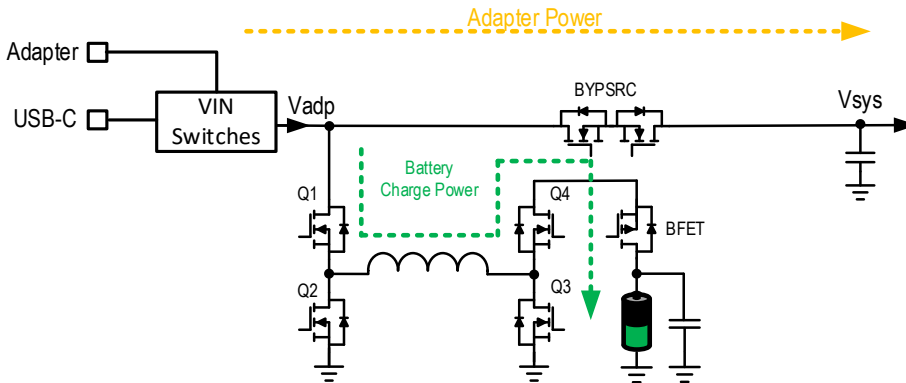 Adapter Power
Adapter
USB-C
VIN
Switches
Vadp
BYPSRC
Vsys
Battery
Charge Power
Q1
Q4
BFET
Q2
Q3